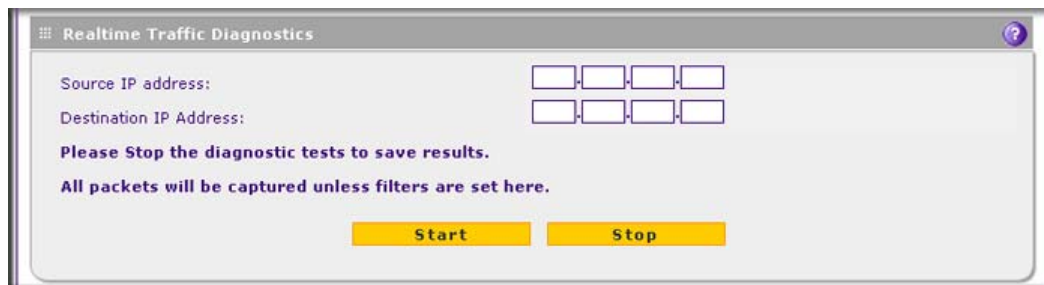 Realtime Traffic Diagnostics ?
Source IP address: . . .
Destination IP Address: . . .
Please Stop the diagnostic tests to save results.
All packets will be captured unless filters are set here.
Start Stop